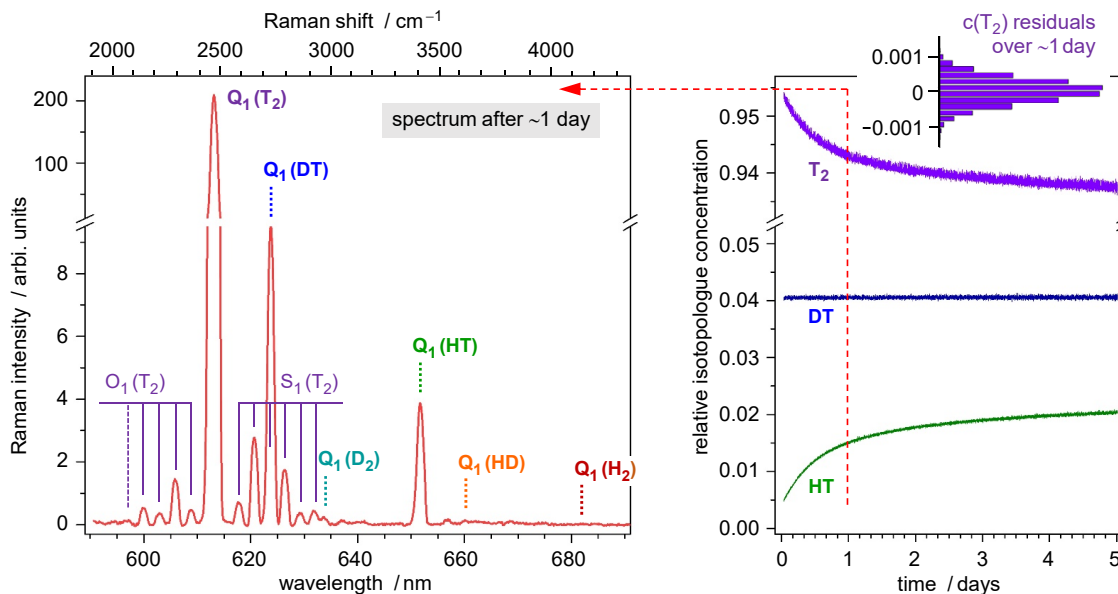 Raman shift / cm⁻¹
2000 2500 3000 3500 4000
Raman intensity / arbi. units
200
100
8
6
4
2
0
Q₁(T₂)
spectrum after ~1 day
Q₁(DT)
Q₁(HT)
O₁(T₂)
S₁(T₂)
Q₁(D₂)
Q₁(HD)
Q₁(H₂)
600 620 640 660 680
wavelength / nm
c(T₂) residuals
over ~1 day
0.001
0
−0.001
relative isotopologue concentration
0.95
0.94
0.05
0.04
0.03
0.02
0.01
0.00
T₂
DT
HT
0 1 2 3 4 5
time / days